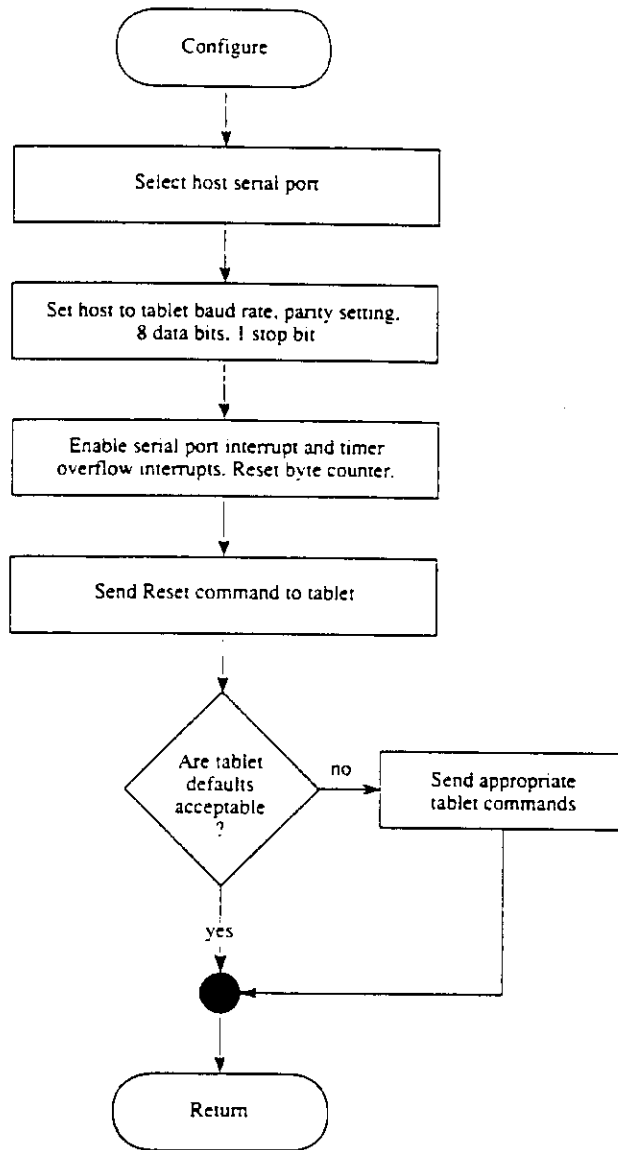 Configure
Select host serial port
Set host to tablet baud rate, parity setting,
8 data bits, 1 stop bit
Enable serial port interrupt and timer
overflow interrupts. Reset byte counter.
Send Reset command to tablet
Are tablet
defaults
acceptable
?
no
Send appropriate
tablet commands
yes
Return